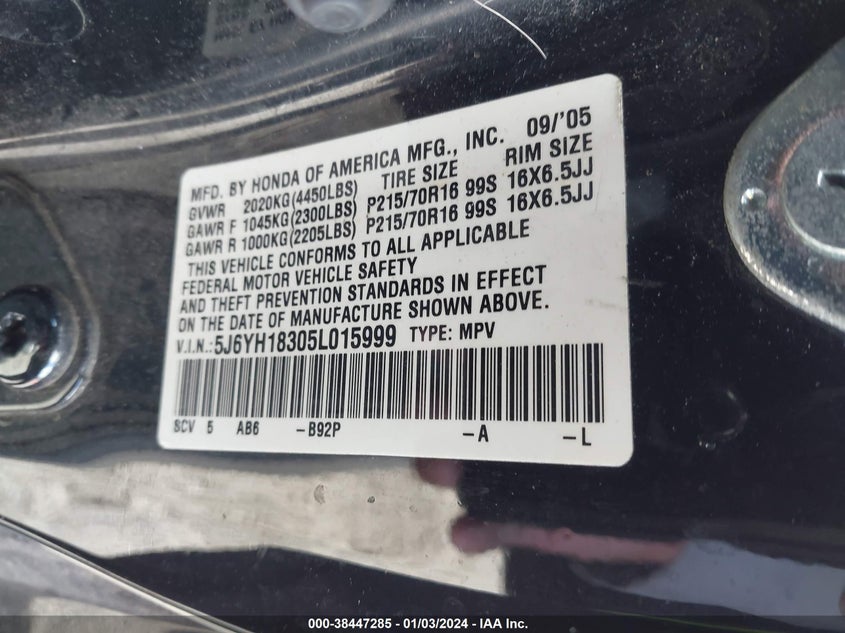 MFD. BY HONDA OF AMERICA MFG., INC. 09/'05
GVWR 2020KG(4450LBS) TIRE SIZE RIM SIZE
GAWR F 1045KG(2300LBS) P215/70R16 99S 16X6.5JJ
GAWR R 1000KG(2205LBS) P215/70R16 99S 16X6.5JJ
THIS VEHICLE CONFORMS TO ALL APPLICABLE
FEDERAL MOTOR VEHICLE SAFETY
AND THEFT PREVENTION STANDARDS IN EFFECT
ON THE DATE OF MANUFACTURE SHOWN ABOVE.
V.I.N.:5J6YH18305L015999 TYPE: MPV
SCV 5 AB6 -B92P -A -L
000-38447285 - 01/03/2024 - IAA Inc.